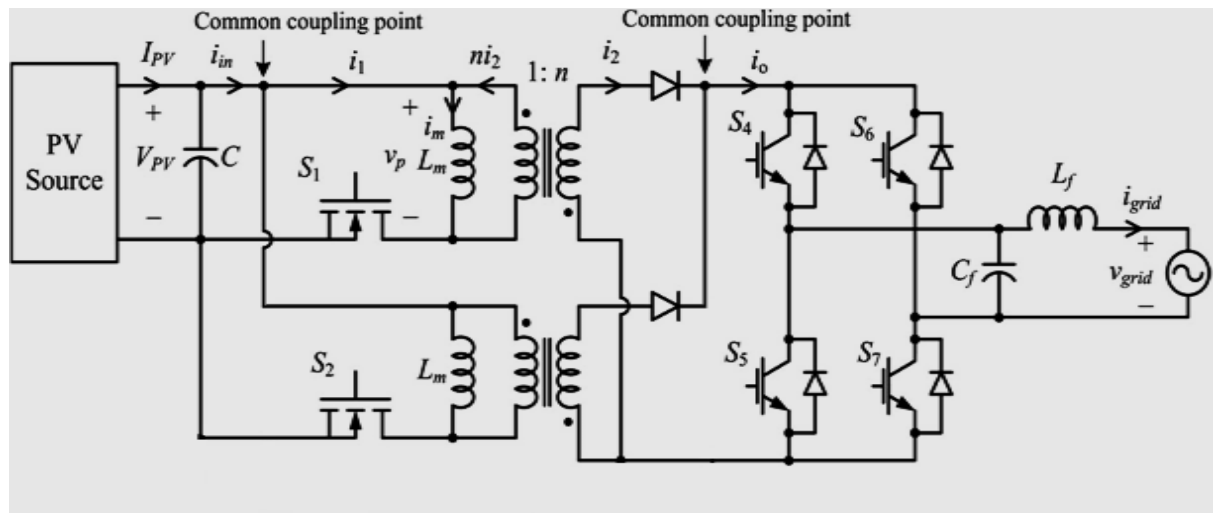 Common coupling point
Common coupling point
I_PV
i_in
i_1
ni_2
1: n
i_2
i_o
+
+
i_m
S_4
S_6
PV
Source
V_PV
C
S_1
v_p
L_m
L_f
i_grid
−
−
+
C_f
v_grid
−
S_2
L_m
S_5
S_7